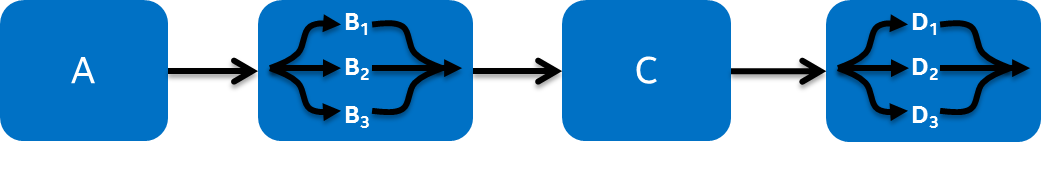 A
B₁
B₂
B₃
C
D₁
D₂
D₃